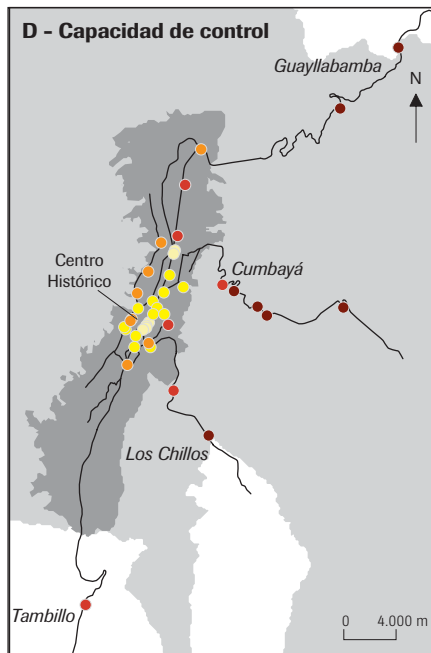 D - Capacidad de control
Guayllabamba
N
Centro
Histórico
Cumbayá
Los Chillos
Tambillo
0 4.000 m